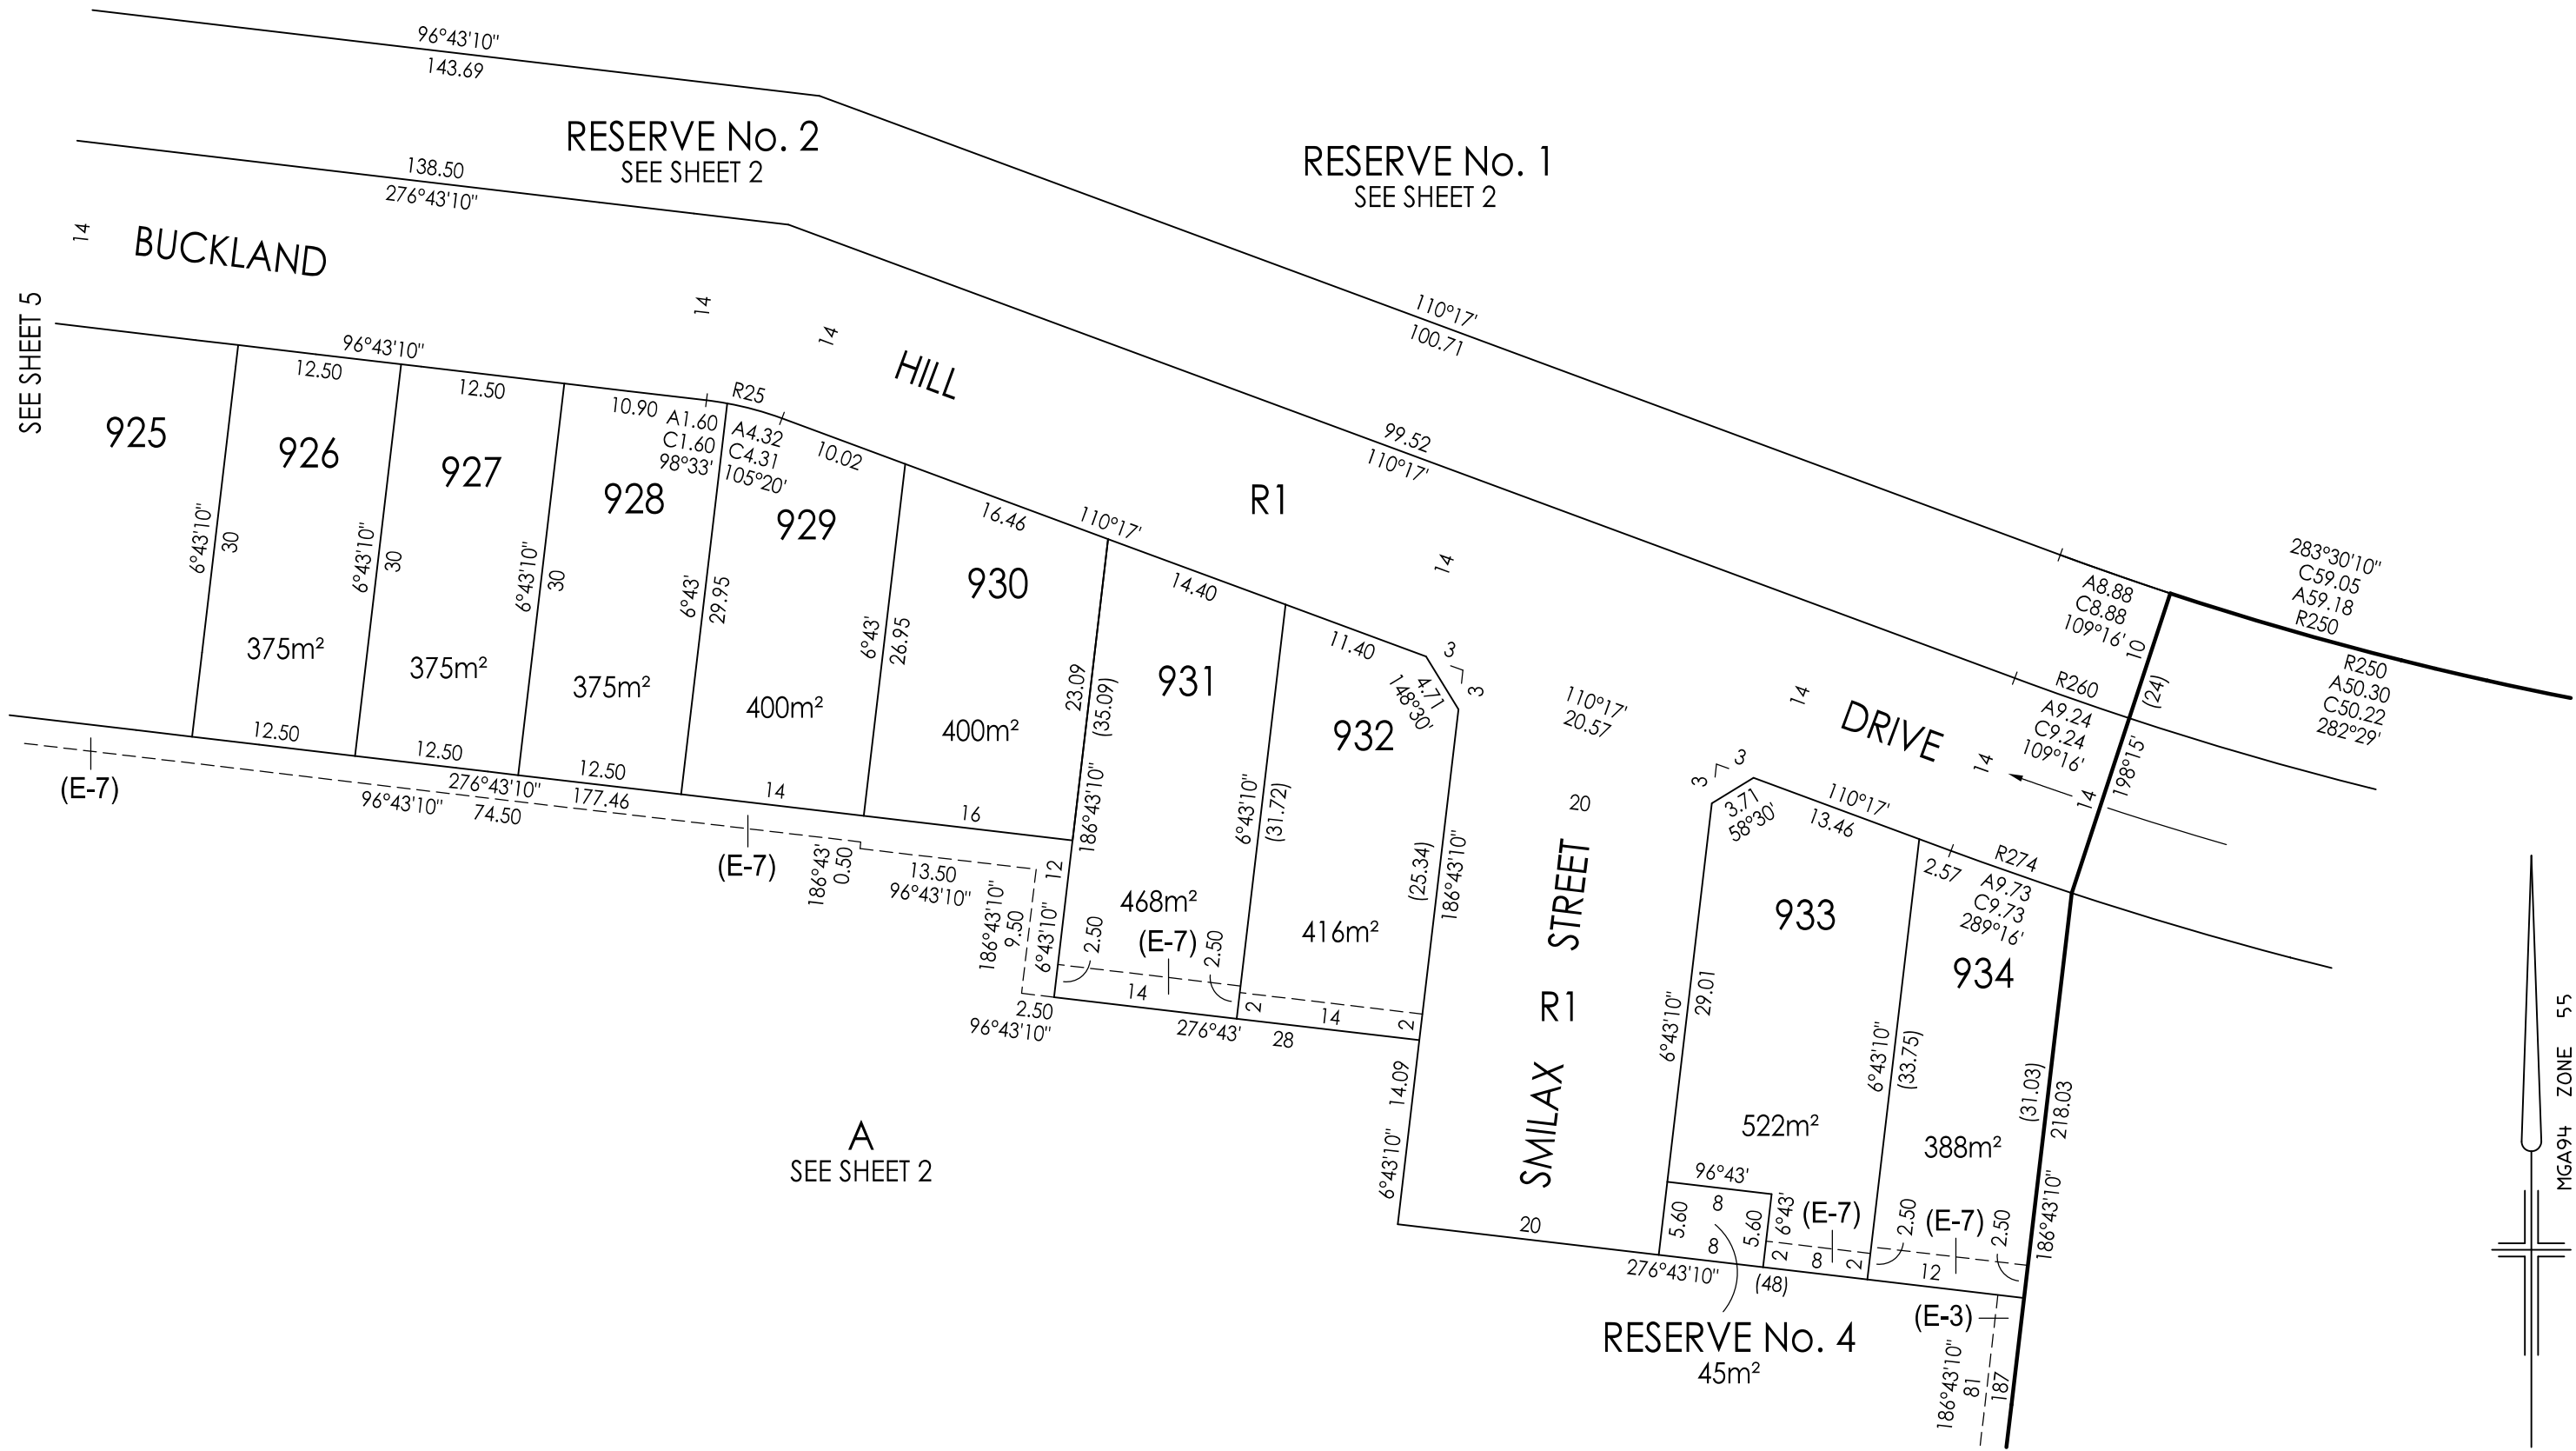 96°43'10"
143.69
RESERVE No. 2
SEE SHEET 2
RESERVE No. 1
SEE SHEET 2
138.50
276°43'10"
14
BUCKLAND
SEE SHEET 5
14
14
HILL
110°17'
100.71
96°43'10"
12.50
12.50
10.90
R25
A1.60
C1.60
98°33'
A4.32
C4.31
105°20'
10.02
99.52
110°17'
R1
925
926
927
928
929
16.46
110°17'
930
14.40
14
6°43'10"
30
6°43'10"
30
6°43'10"
30
6°43'
29.95
6°43'
26.95
375m²
375m²
375m²
400m²
400m²
23.09
(35.09)
931
11.40
3
3
4.71
148°30'
932
110°17'
20.57
14
DRIVE
14
A8.88
C8.88
109°16'
10
(24)
283°30'10"
C59.05
A59.18
R250
R250
A50.30
C50.22
282°29'
R260
A9.24
C9.24
109°16'
198°15'
14
12.50
12.50
12.50
276°43'10"
177.46
14
16
(E-7)
96°43'10"
74.50
(E-7)
186°43'
0.50
13.50
96°43'10"
186°43'10"
9.50
12
6°43'10"
186°43'10"
6°43'10"
(31.72)
(25.34)
186°43'10"
468m²
(E-7)
2.50
2.50
416m²
14
2
14
2
2.50
96°43'10"
276°43'
28
20
SMILAX R1 STREET
3
3
3.71
58°30'
110°17'
13.46
2.57
R274
A9.73
C9.73
289°16'
933
934
6°43'10"
29.01
6°43'10"
(33.75)
(31.03)
218.03
14.09
6°43'10"
A
SEE SHEET 2
522m²
388m²
96°43'
8
5.60
5.60
6°43'
8
(E-7)
2
8
2
2.50
(E-7)
2.50
12
186°43'10"
20
276°43'10"
(48)
RESERVE No. 4
45m²
(E-3)
186°43'10"
81
187
MGA94 ZONE 55